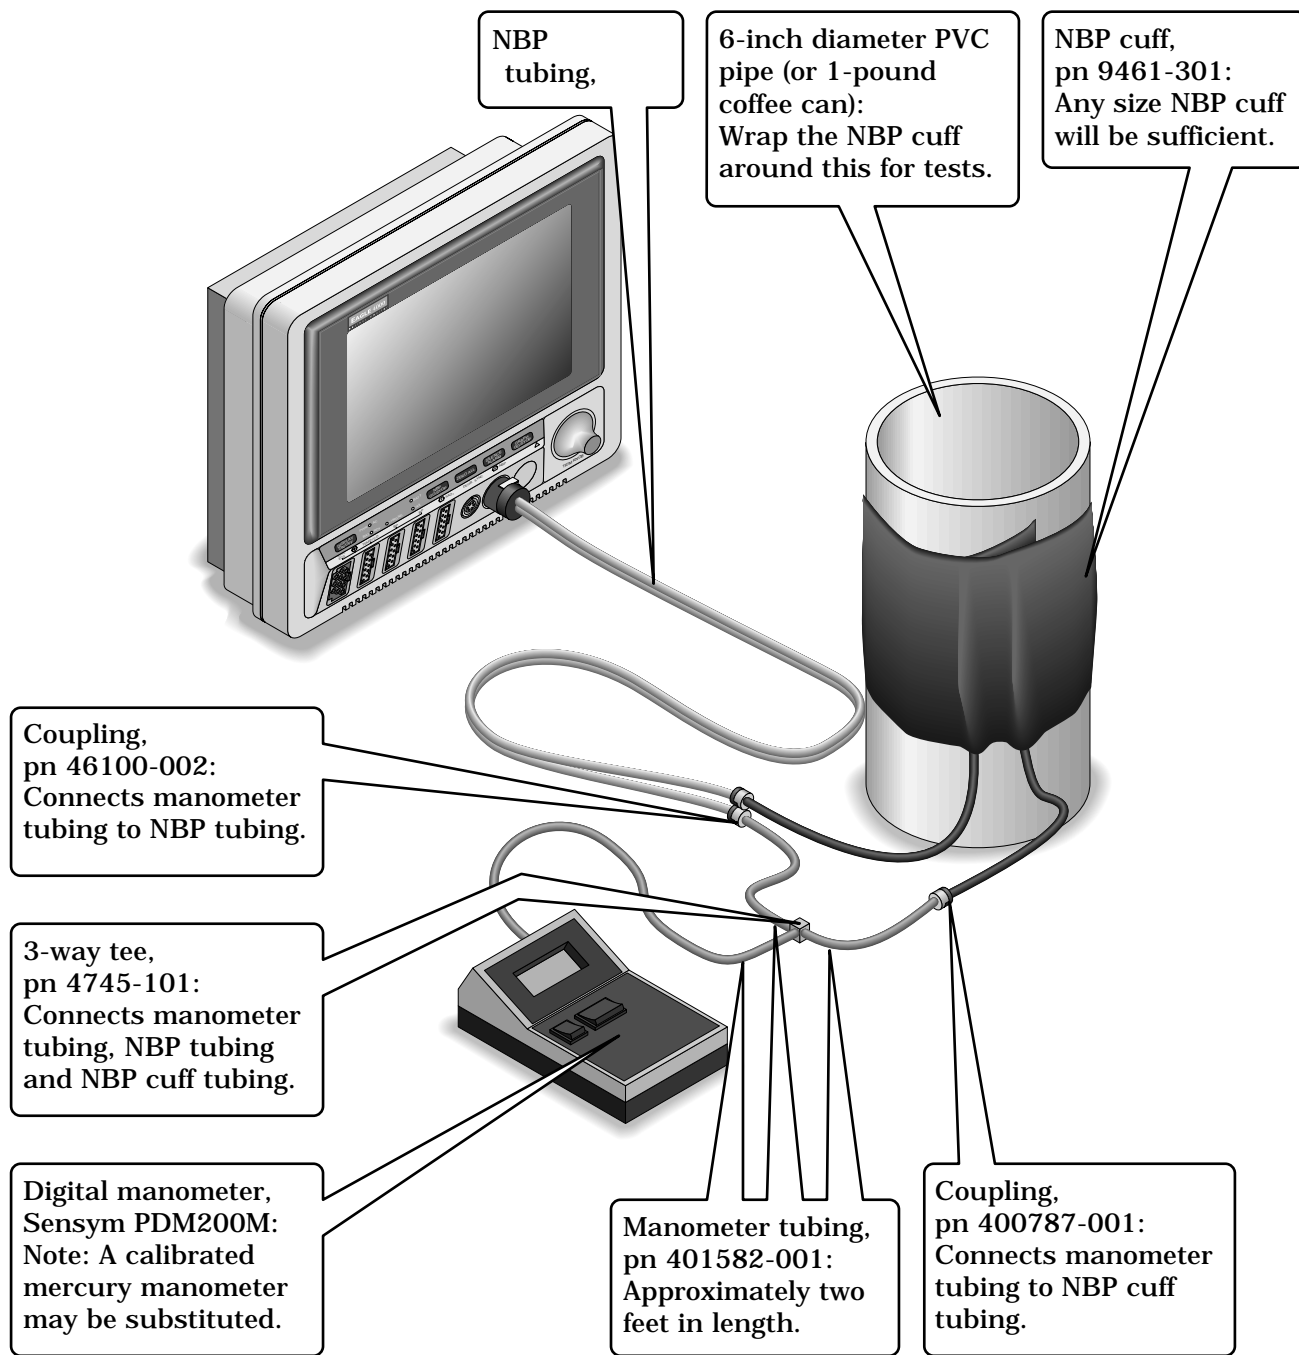 NBP
tubing,
6-inch diameter PVC
pipe (or 1-pound
coffee can):
Wrap the NBP cuff
around this for tests.
NBP cuff,
pn 9461-301:
Any size NBP cuff
will be sufficient.
EAGLE
Coupling,
pn 46100-002:
Connects manometer
tubing to NBP tubing.
3-way tee,
pn 4745-101:
Connects manometer
tubing, NBP tubing
and NBP cuff tubing.
Digital manometer,
Sensym PDM200M:
Note: A calibrated
mercury manometer
may be substituted.
Manometer tubing,
pn 401582-001:
Approximately two
feet in length.
Coupling,
pn 400787-001:
Connects manometer
tubing to NBP cuff
tubing.